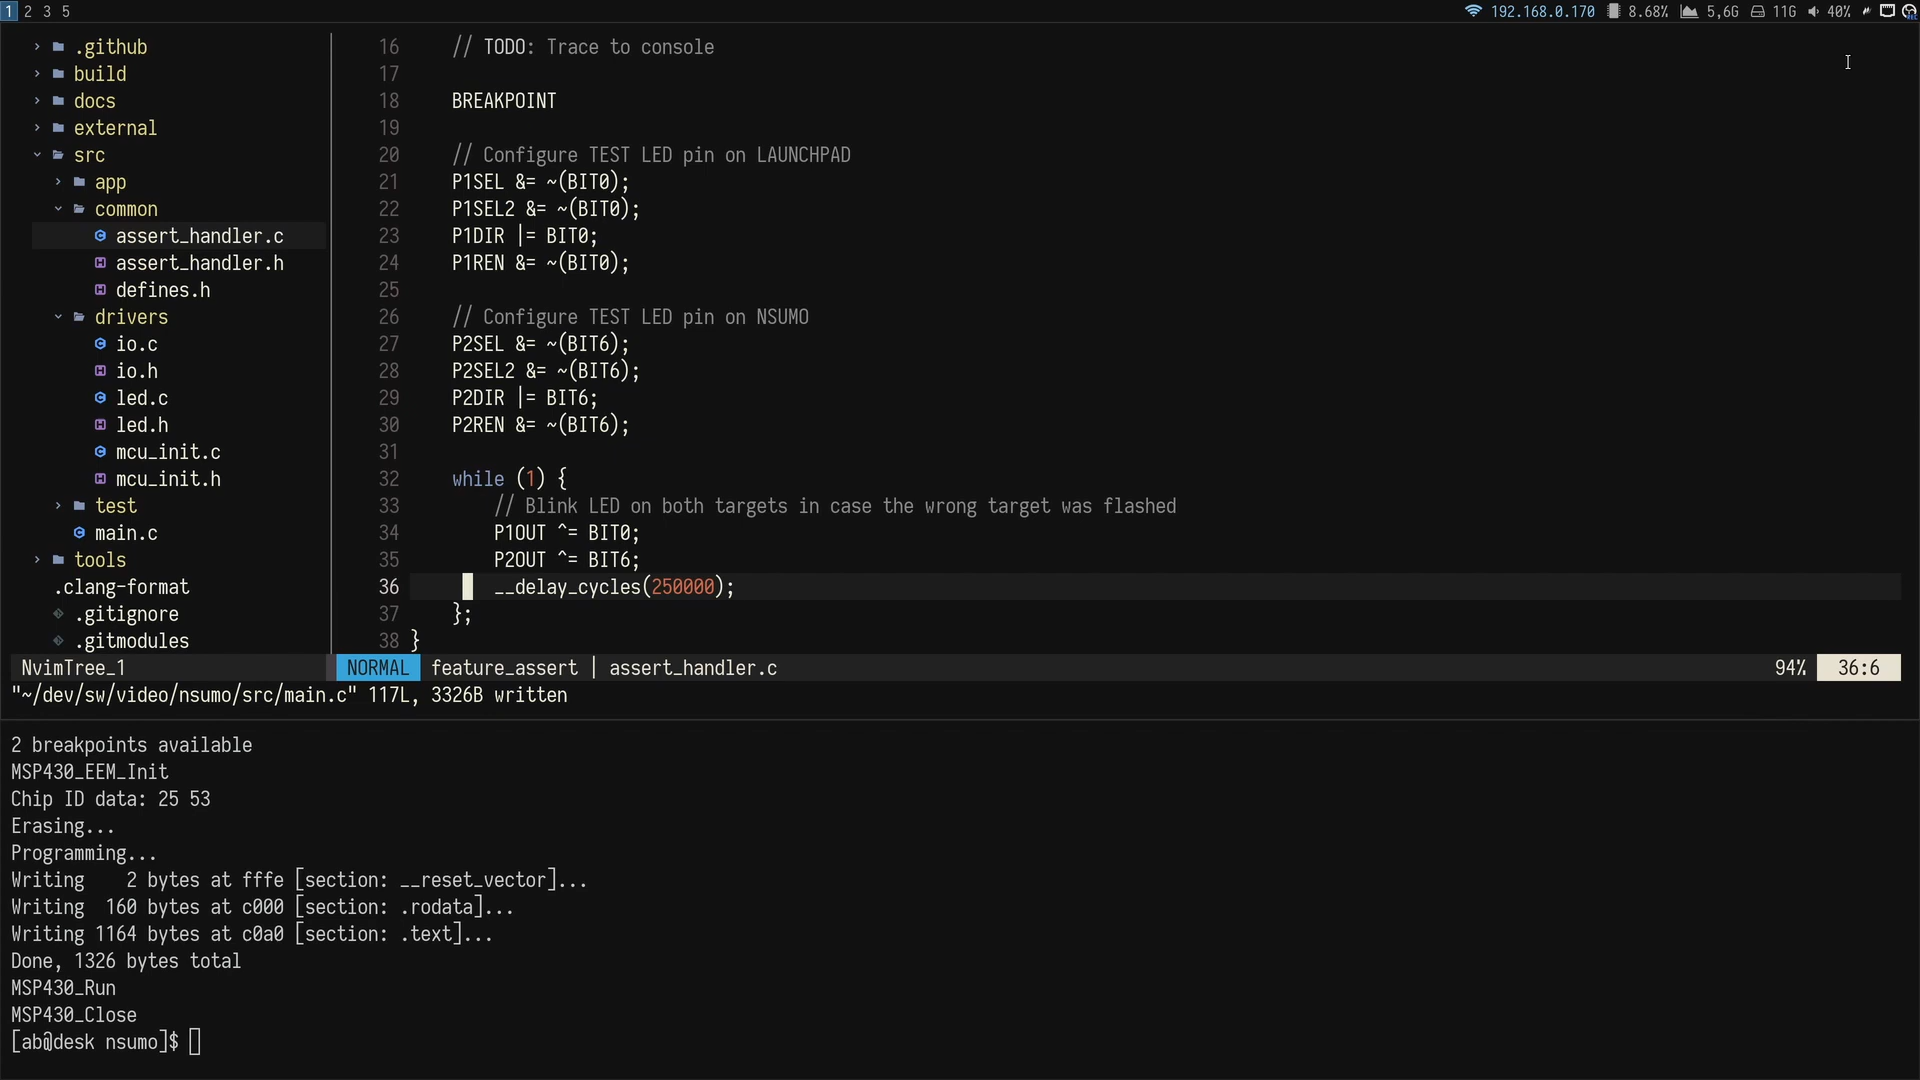 1 2 3 5
192.168.0.170 8.68% 5,6G 11G 40%
.github
build
docs
external
src
app
common
assert_handler.c
assert_handler.h
defines.h
drivers
io.c
io.h
led.c
led.h
mcu_init.c
mcu_init.h
test
main.c
tools
.clang-format
.gitignore
.gitmodules
16 // TODO: Trace to console
17
18 BREAKPOINT
19
20 // Configure TEST LED pin on LAUNCHPAD
21 P1SEL &= ~(BIT0);
22 P1SEL2 &= ~(BIT0);
23 P1DIR |= BIT0;
24 P1REN &= ~(BIT0);
25
26 // Configure TEST LED pin on NSUMO
27 P2SEL &= ~(BIT6);
28 P2SEL2 &= ~(BIT6);
29 P2DIR |= BIT6;
30 P2REN &= ~(BIT6);
31
32 while (1) {
33 // Blink LED on both targets in case the wrong target was flashed
34 P1OUT ^= BIT0;
35 P2OUT ^= BIT6;
36 __delay_cycles(250000);
37 };
38 }
NvimTree_1 NORMAL feature_assert | assert_handler.c 94% 36:6
"~/dev/sw/video/nsumo/src/main.c" 117L, 3326B written
2 breakpoints available
MSP430_EEM_Init
Chip ID data: 25 53
Erasing...
Programming...
Writing    2 bytes at fffe [section: __reset_vector]...
Writing  160 bytes at c000 [section: .rodata]...
Writing 1164 bytes at c0a0 [section: .text]...
Done, 1326 bytes total
MSP430_Run
MSP430_Close
[ab@desk nsumo]$